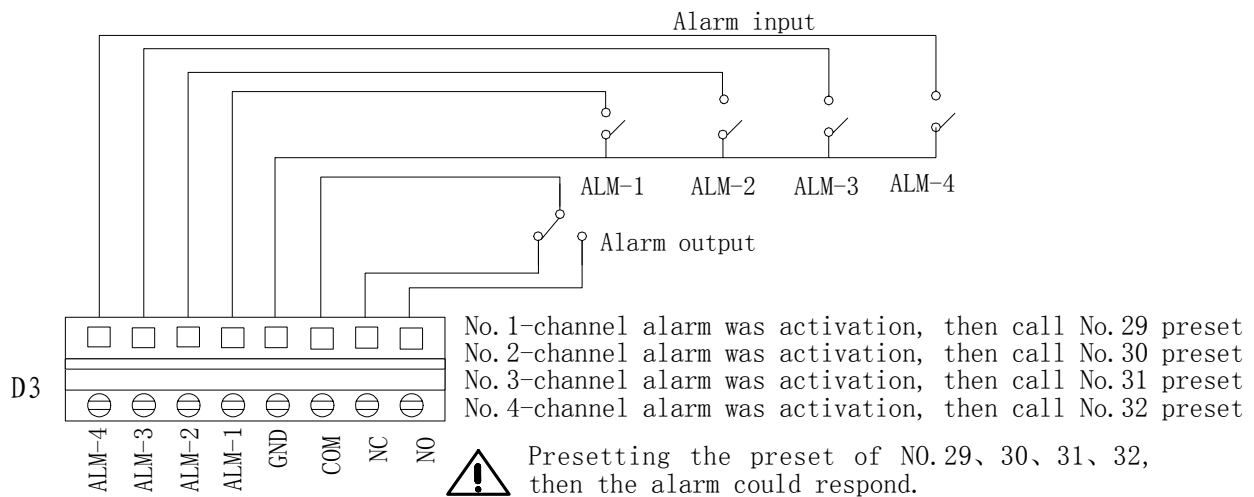 Alarm input
ALM-1 ALM-2 ALM-3 ALM-4
Alarm output
No.1-channel alarm was activation, then call No.29 preset
No.2-channel alarm was activation, then call No.30 preset
No.3-channel alarm was activation, then call No.31 preset
No.4-channel alarm was activation, then call No.32 preset
D3
ALM-4
ALM-3
ALM-2
ALM-1
GND
COM
NC
NO
Presetting the preset of NO.29、30、31、32,
then the alarm could respond.